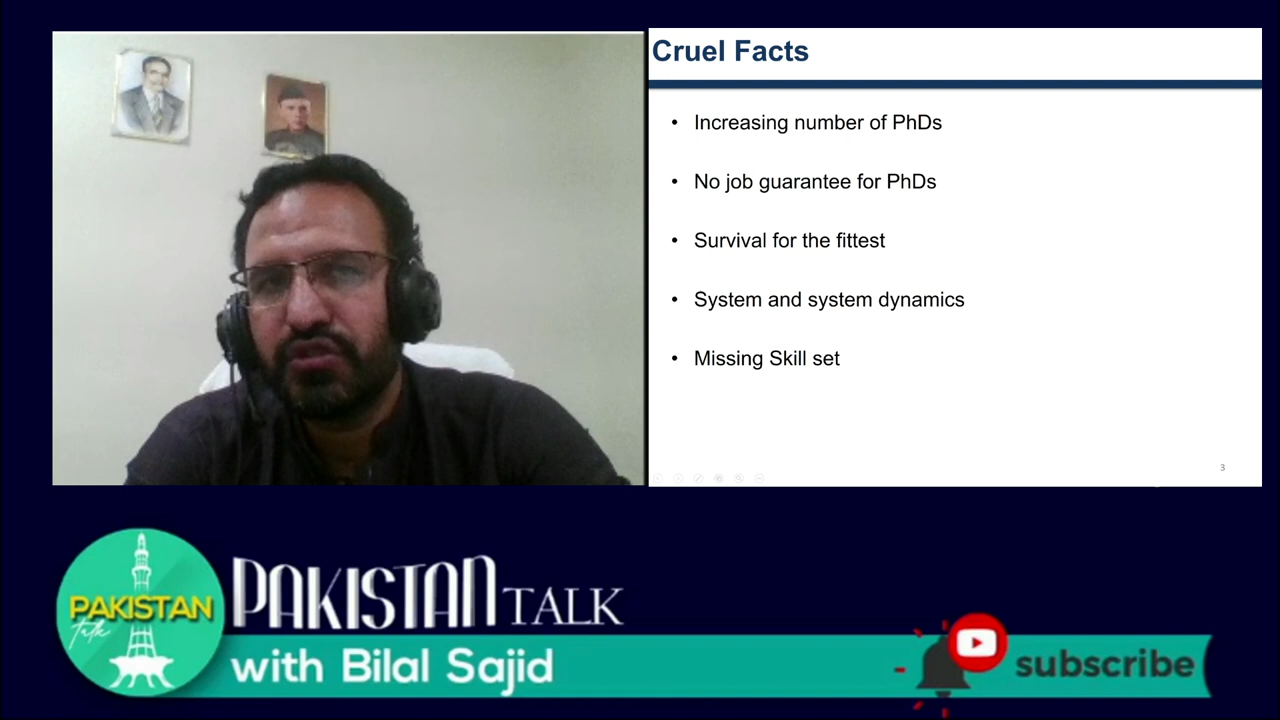 Cruel Facts
• Increasing number of PhDs
• No job guarantee for PhDs
• Survival for the fittest
• System and system dynamics
• Missing Skill set
3
PAKISTAN
Talk
PAKISTAN TALK
with Bilal Sajid
subscribe